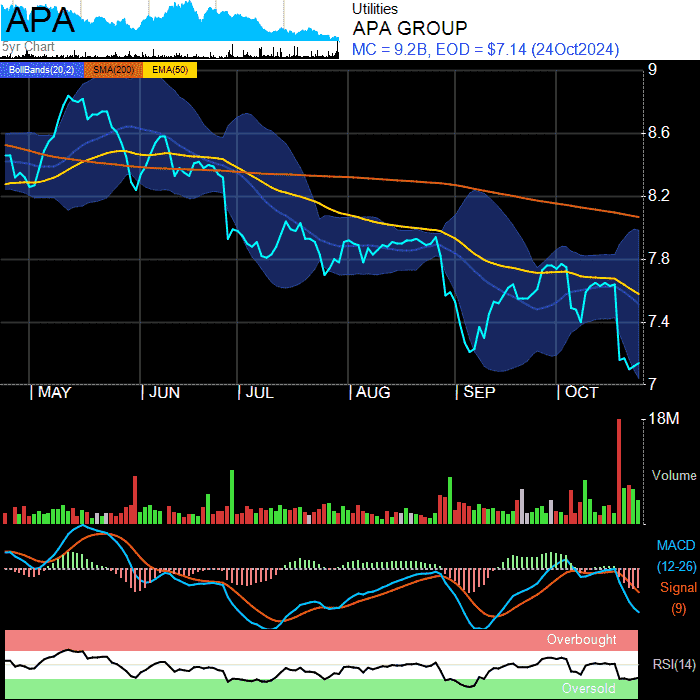 APA
5yr Chart
Utilities
APA GROUP
MC = 9.2B, EOD = $7.14 (24Oct2024)
BollBands(20,2) SMA(200) EMA(50)
9
8.6
8.2
7.8
7.4
7
MAY JUN JUL AUG SEP OCT
18M
Volume
MACD
(12-26)
Signal
(9)
Overbought
RSI(14)
Oversold